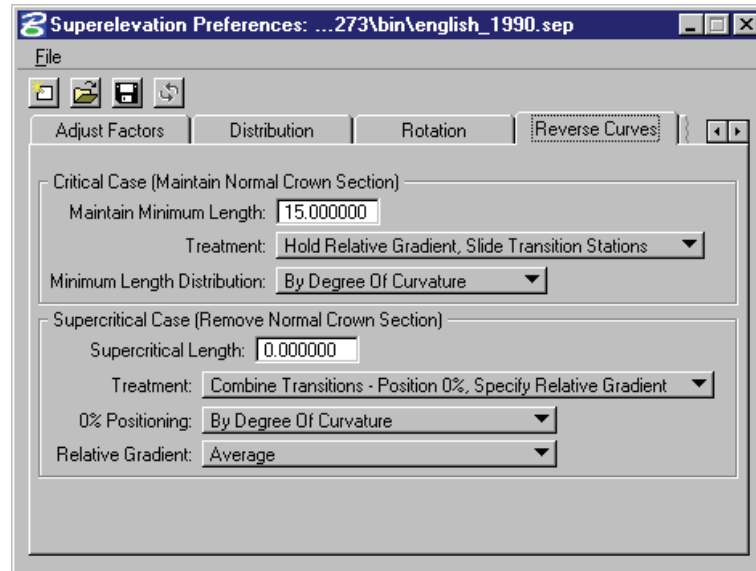 Superelevation Preferences: ...273\bin\english_1990.sep
File
Adjust Factors Distribution Rotation Reverse Curves
Critical Case (Maintain Normal Crown Section)
Maintain Minimum Length: 15.000000
Treatment: Hold Relative Gradient, Slide Transition Stations
Minimum Length Distribution: By Degree Of Curvature
Supercritical Case (Remove Normal Crown Section)
Supercritical Length: 0.000000
Treatment: Combine Transitions - Position 0%, Specify Relative Gradient
0% Positioning: By Degree Of Curvature
Relative Gradient: Average